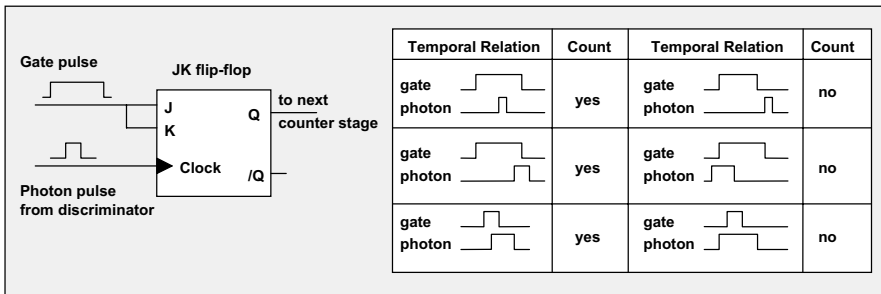 Gate pulse
JK flip-flop
J
K
Q
Clock
/Q
to next
counter stage
Photon pulse
from discriminator
Temporal Relation Count Temporal Relation Count
gate
photon
yes
gate
photon
no
gate
photon
yes
gate
photon
no
gate
photon
yes
gate
photon
no